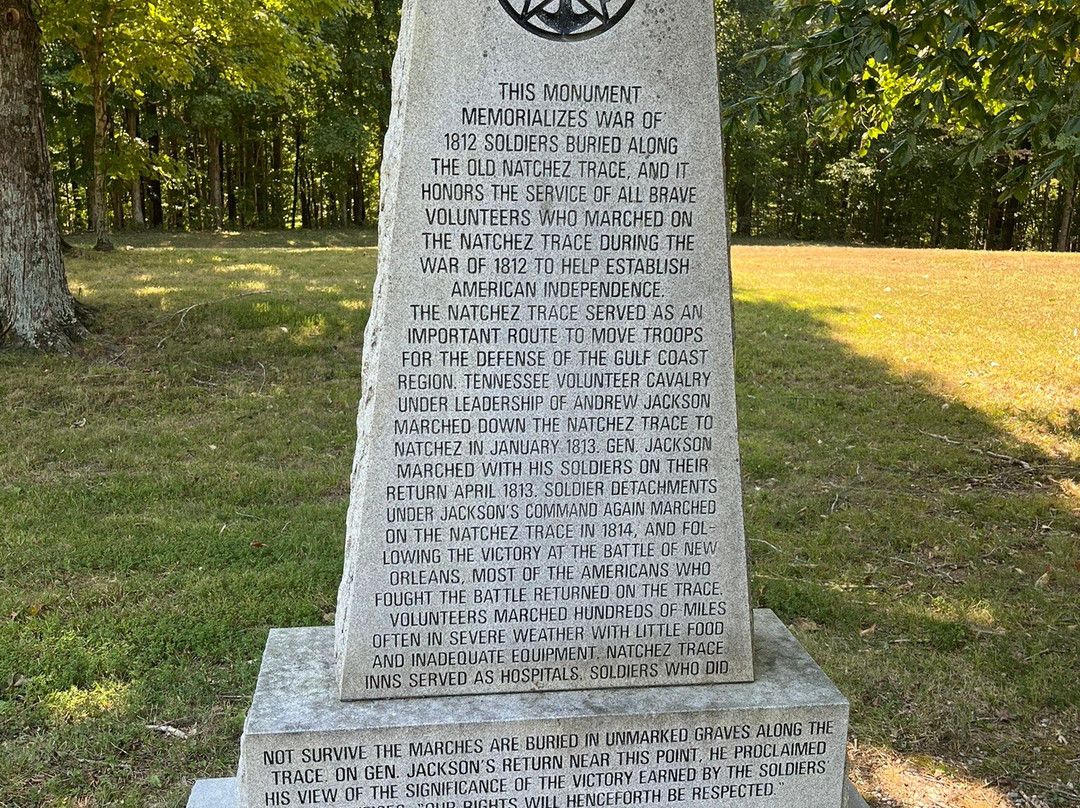 THIS MONUMENT
MEMORIALIZES WAR OF
1812 SOLDIERS BURIED ALONG
THE OLD NATCHEZ TRACE, AND IT
HONORS THE SERVICE OF ALL BRAVE
VOLUNTEERS WHO MARCHED ON
THE NATCHEZ TRACE DURING THE
WAR OF 1812 TO HELP ESTABLISH
AMERICAN INDEPENDENCE.
THE NATCHEZ TRACE SERVED AS AN
IMPORTANT ROUTE TO MOVE TROOPS
FOR THE DEFENSE OF THE GULF COAST
REGION. TENNESSEE VOLUNTEER CAVALRY
UNDER LEADERSHIP OF ANDREW JACKSON
MARCHED DOWN THE NATCHEZ TRACE TO
NATCHEZ IN JANUARY 1813. GEN. JACKSON
MARCHED WITH HIS SOLDIERS ON THEIR
RETURN APRIL 1813. SOLDIER DETACHMENTS
UNDER JACKSON'S COMMAND AGAIN MARCHED
ON THE NATCHEZ TRACE IN 1814, AND FOL-
LOWING THE VICTORY AT THE BATTLE OF NEW
ORLEANS, MOST OF THE AMERICANS WHO
FOUGHT THE BATTLE RETURNED ON THE TRACE.
VOLUNTEERS MARCHED HUNDREDS OF MILES
OFTEN IN SEVERE WEATHER WITH LITTLE FOOD
AND INADEQUATE EQUIPMENT. NATCHEZ TRACE
INNS SERVED AS HOSPITALS. SOLDIERS WHO DID
NOT SURVIVE THE MARCHES ARE BURIED IN UNMARKED GRAVES ALONG THE
TRACE. ON GEN. JACKSON'S RETURN NEAR THIS POINT, HE PROCLAIMED
HIS VIEW OF THE SIGNIFICANCE OF THE VICTORY EARNED BY THE SOLDIERS
"OUR RIGHTS WILL HENCEFORTH BE RESPECTED."